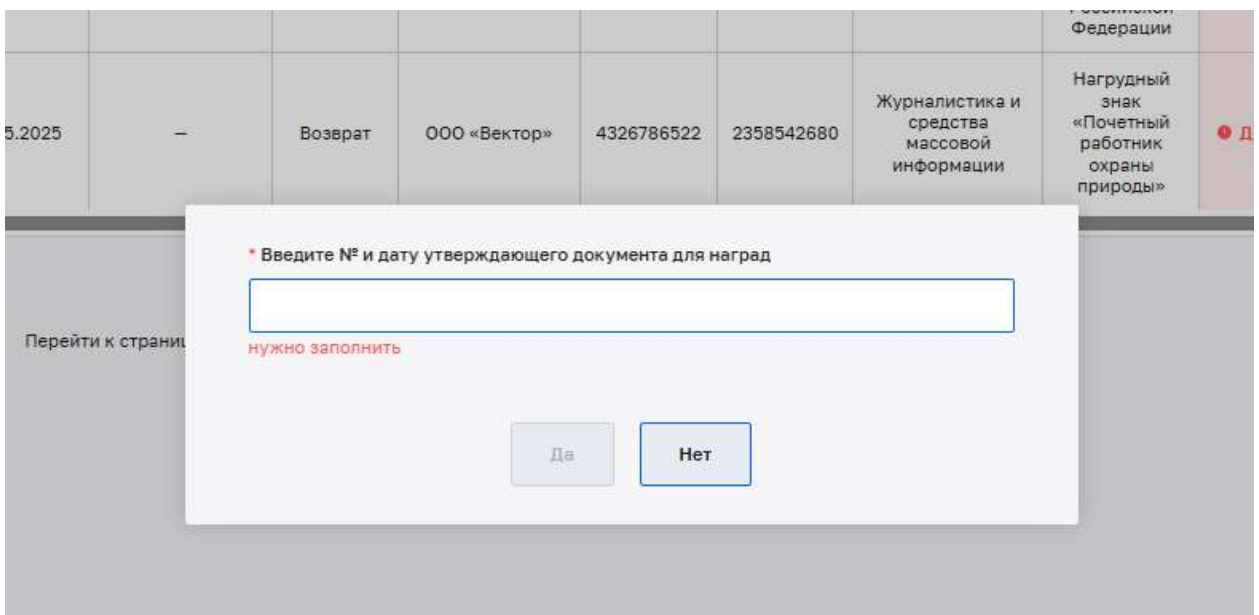 Федерации
5.2025 – Возврат ООО «Вектор» 4326786522 2358542680
Журналистика и
средства
массовой
информации
Нагрудный
знак
«Почетный
работник
охраны
природы»
Д
* Введите № и дату утверждающего документа для наград
нужно заполнить
Перейти к страниц
Да Нет